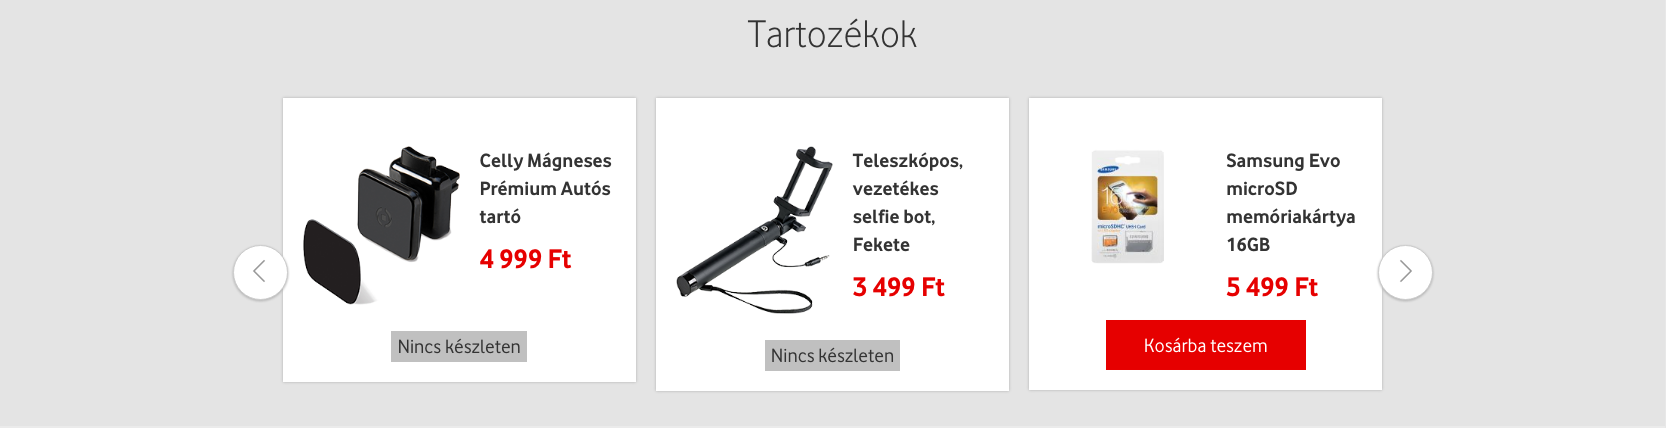 Tartozékok
Celly Mágneses
Prémium Autós
tartó
4 999 Ft
Nincs készleten
Teleszkópos,
vezetékes
selfie bot,
Fekete
3 499 Ft
Nincs készleten
Samsung Evo
microSD
memóriakártya
16GB
5 499 Ft
Kosárba teszem